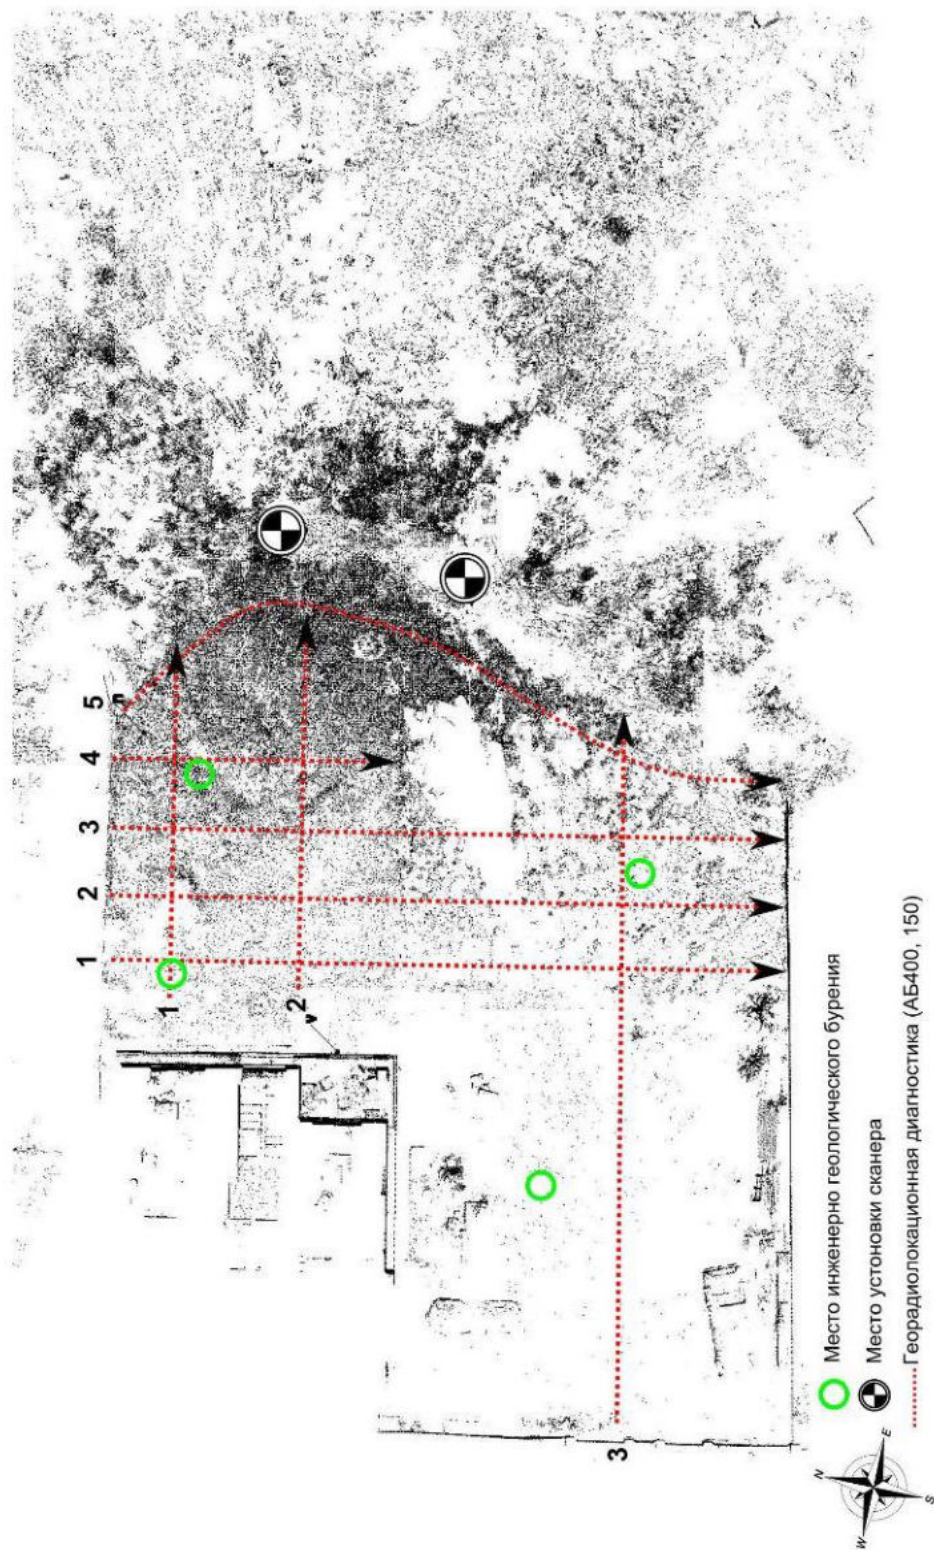 5
п
4
3
2
1
1
2
v
3
Место инженерно геологического бурения
Место устоновки сканера
Георадиолокационная диагностика (АБ400, 150)
N
E
S
W